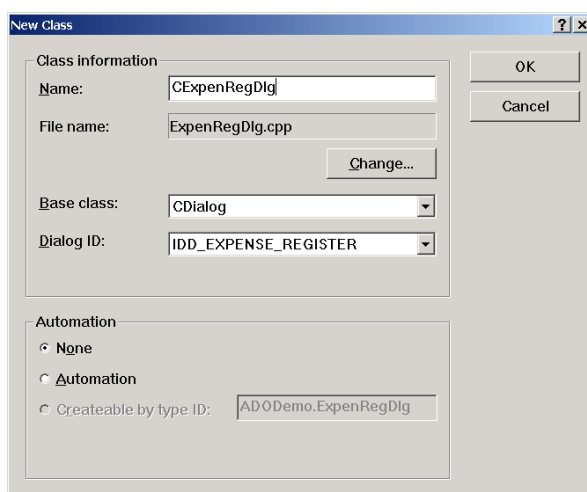 New Class
? ×
Class information
Name:
CExpenRegDlg
File name:
ExpenRegDlg.cpp
Change...
Base class:
CDialog
Dialog ID:
IDD_EXPENSE_REGISTER
OK
Cancel
Automation
None
Automation
Createable by type ID:
ADODemo.ExpenRegDlg